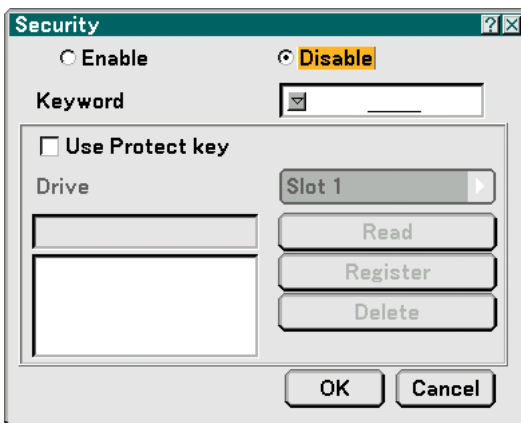 Security
Enable Disable
Keyword
Use Protect key
Drive Slot 1
Read
Register
Delete
OK Cancel